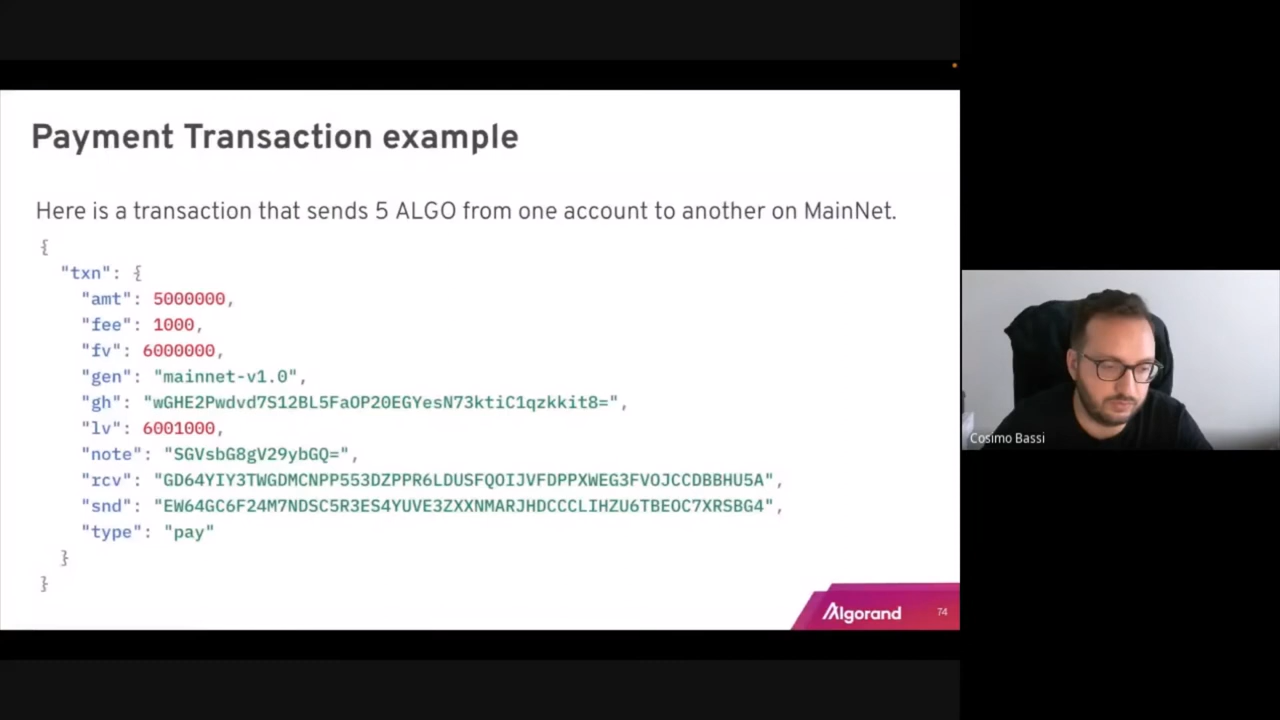 Payment Transaction example
Here is a transaction that sends 5 ALGO from one account to another on MainNet.
{
"txn": {
"amt": 5000000,
"fee": 1000,
"fv": 6000000,
"gen": "mainnet-v1.0",
"gh": "wGHE2Pwdvd7S12BL5FaOP20EGYesN73ktiC1qzkkit8=",
"lv": 6001000,
"note": "SGVsbG8gV29ybGQ=",
"rcv": "GD64YIY3TWGDMCNPP553DZPPR6LDUSFQOIJVFDPPXWEG3FVOJCCDBBHU5A",
"snd": "EW64GC6F24M7NDSC5R3ES4YUVE3ZXXNMARJHDCCCLIHZU6TBEOC7XRSBG4",
"type": "pay"
}
}
Algorand
74
Cosimo Bassi